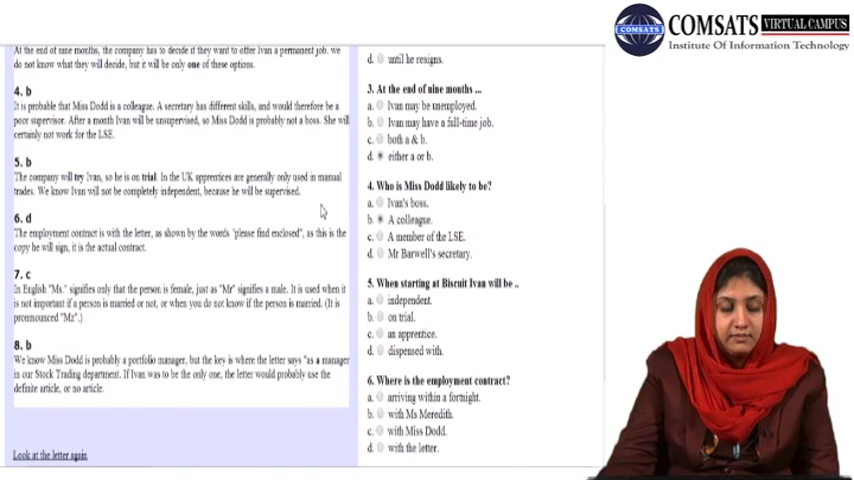 COMSATS VIRTUAL CAMPUS
Institute Of Information Technology
COMSATS
At the end of nine months, the company has to decide if they want to offer Ivan a permanent job. we
do not know what they will decide, but it will be only one of these options.
4. b
It is probable that Miss Dodd is a colleague. A secretary has different skills, and would therefore be a
poor supervisor. After a month Ivan will be unsupervised, so Miss Dodd is probably not a boss. She will
certainly not work for the LSE.
5. b
The company will try Ivan, so he is on trial. In the UK apprentices are generally only used in manual
trades. We know Ivan will not be completely independent, because he will be supervised.
6. d
The employment contract is with the letter, as shown by the words "please find enclosed", as this is the
copy he will sign, it is the actual contract.
7. c
In English "Ms." signifies only that the person is female, just as "Mr" signifies a male. It is used when it
is not important if a person is married or not, or when you do not know if the person is married. (It is
pronmounced "Mz".)
8. b
We know Miss Dodd is probably a portfolio manager, but the key is where the letter says "as a manager
in our Stock Trading department. If Ivan was to be the only one, the letter would probably use the
definite article, or no article.
Look at the letter again
d. until he resigns.
3. At the end of nine months ...
a. Ivan may be unemployed.
b. Ivan may have a full-time job.
c. both a & b.
d. either a or b.
4. Who is Miss Dodd likely to be?
a. Ivan's boss.
b. A colleague.
c. A member of the LSE.
d. Mr Barwell's secretary.
5. When starting at Biscuit Ivan will be ..
a. independent.
b. on trial.
c. an apprentice.
d. dispensed with.
6. Where is the employment contract?
a. arriving within a fortnight.
b. with Ms Meredith.
c. with Miss Dodd.
d. with the letter.